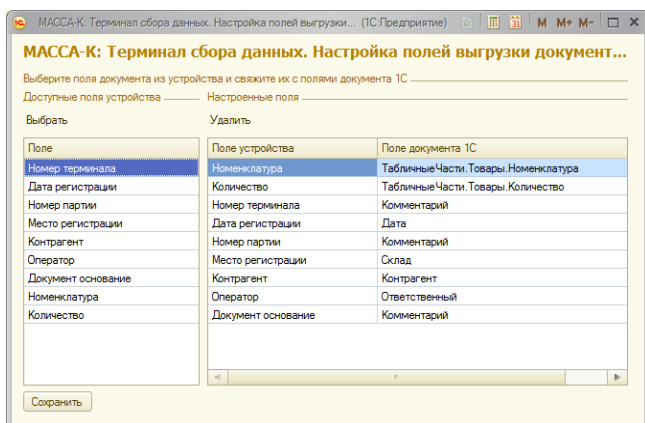 МАССА-К: Терминал сбора данных. Настройка полей выгрузки... (1С:Предприятие) 31 M M+ M-
МАССА-К: Терминал сбора данных. Настройка полей выгрузки документ...
Выберите поля документа из устройства и свяжите их с полями документа 1С
Доступные поля устройства Настроенные поля
Выбрать Удалить
Поле Поле устройства Поле документа 1С
Номер терминала Номенклатура ТабличныеЧасти.Товары.Номенклатура
Дата регистрации Количество ТабличныеЧасти.Товары.Количество
Номер партии Номер терминала Комментарий
Место регистрации Дата регистрации Дата
Контрагент Номер партии Комментарий
Оператор Место регистрации Склад
Документ основание Контрагент Контрагент
Номенклатура Оператор Ответственный
Количество Документ основание Комментарий
Сохранить